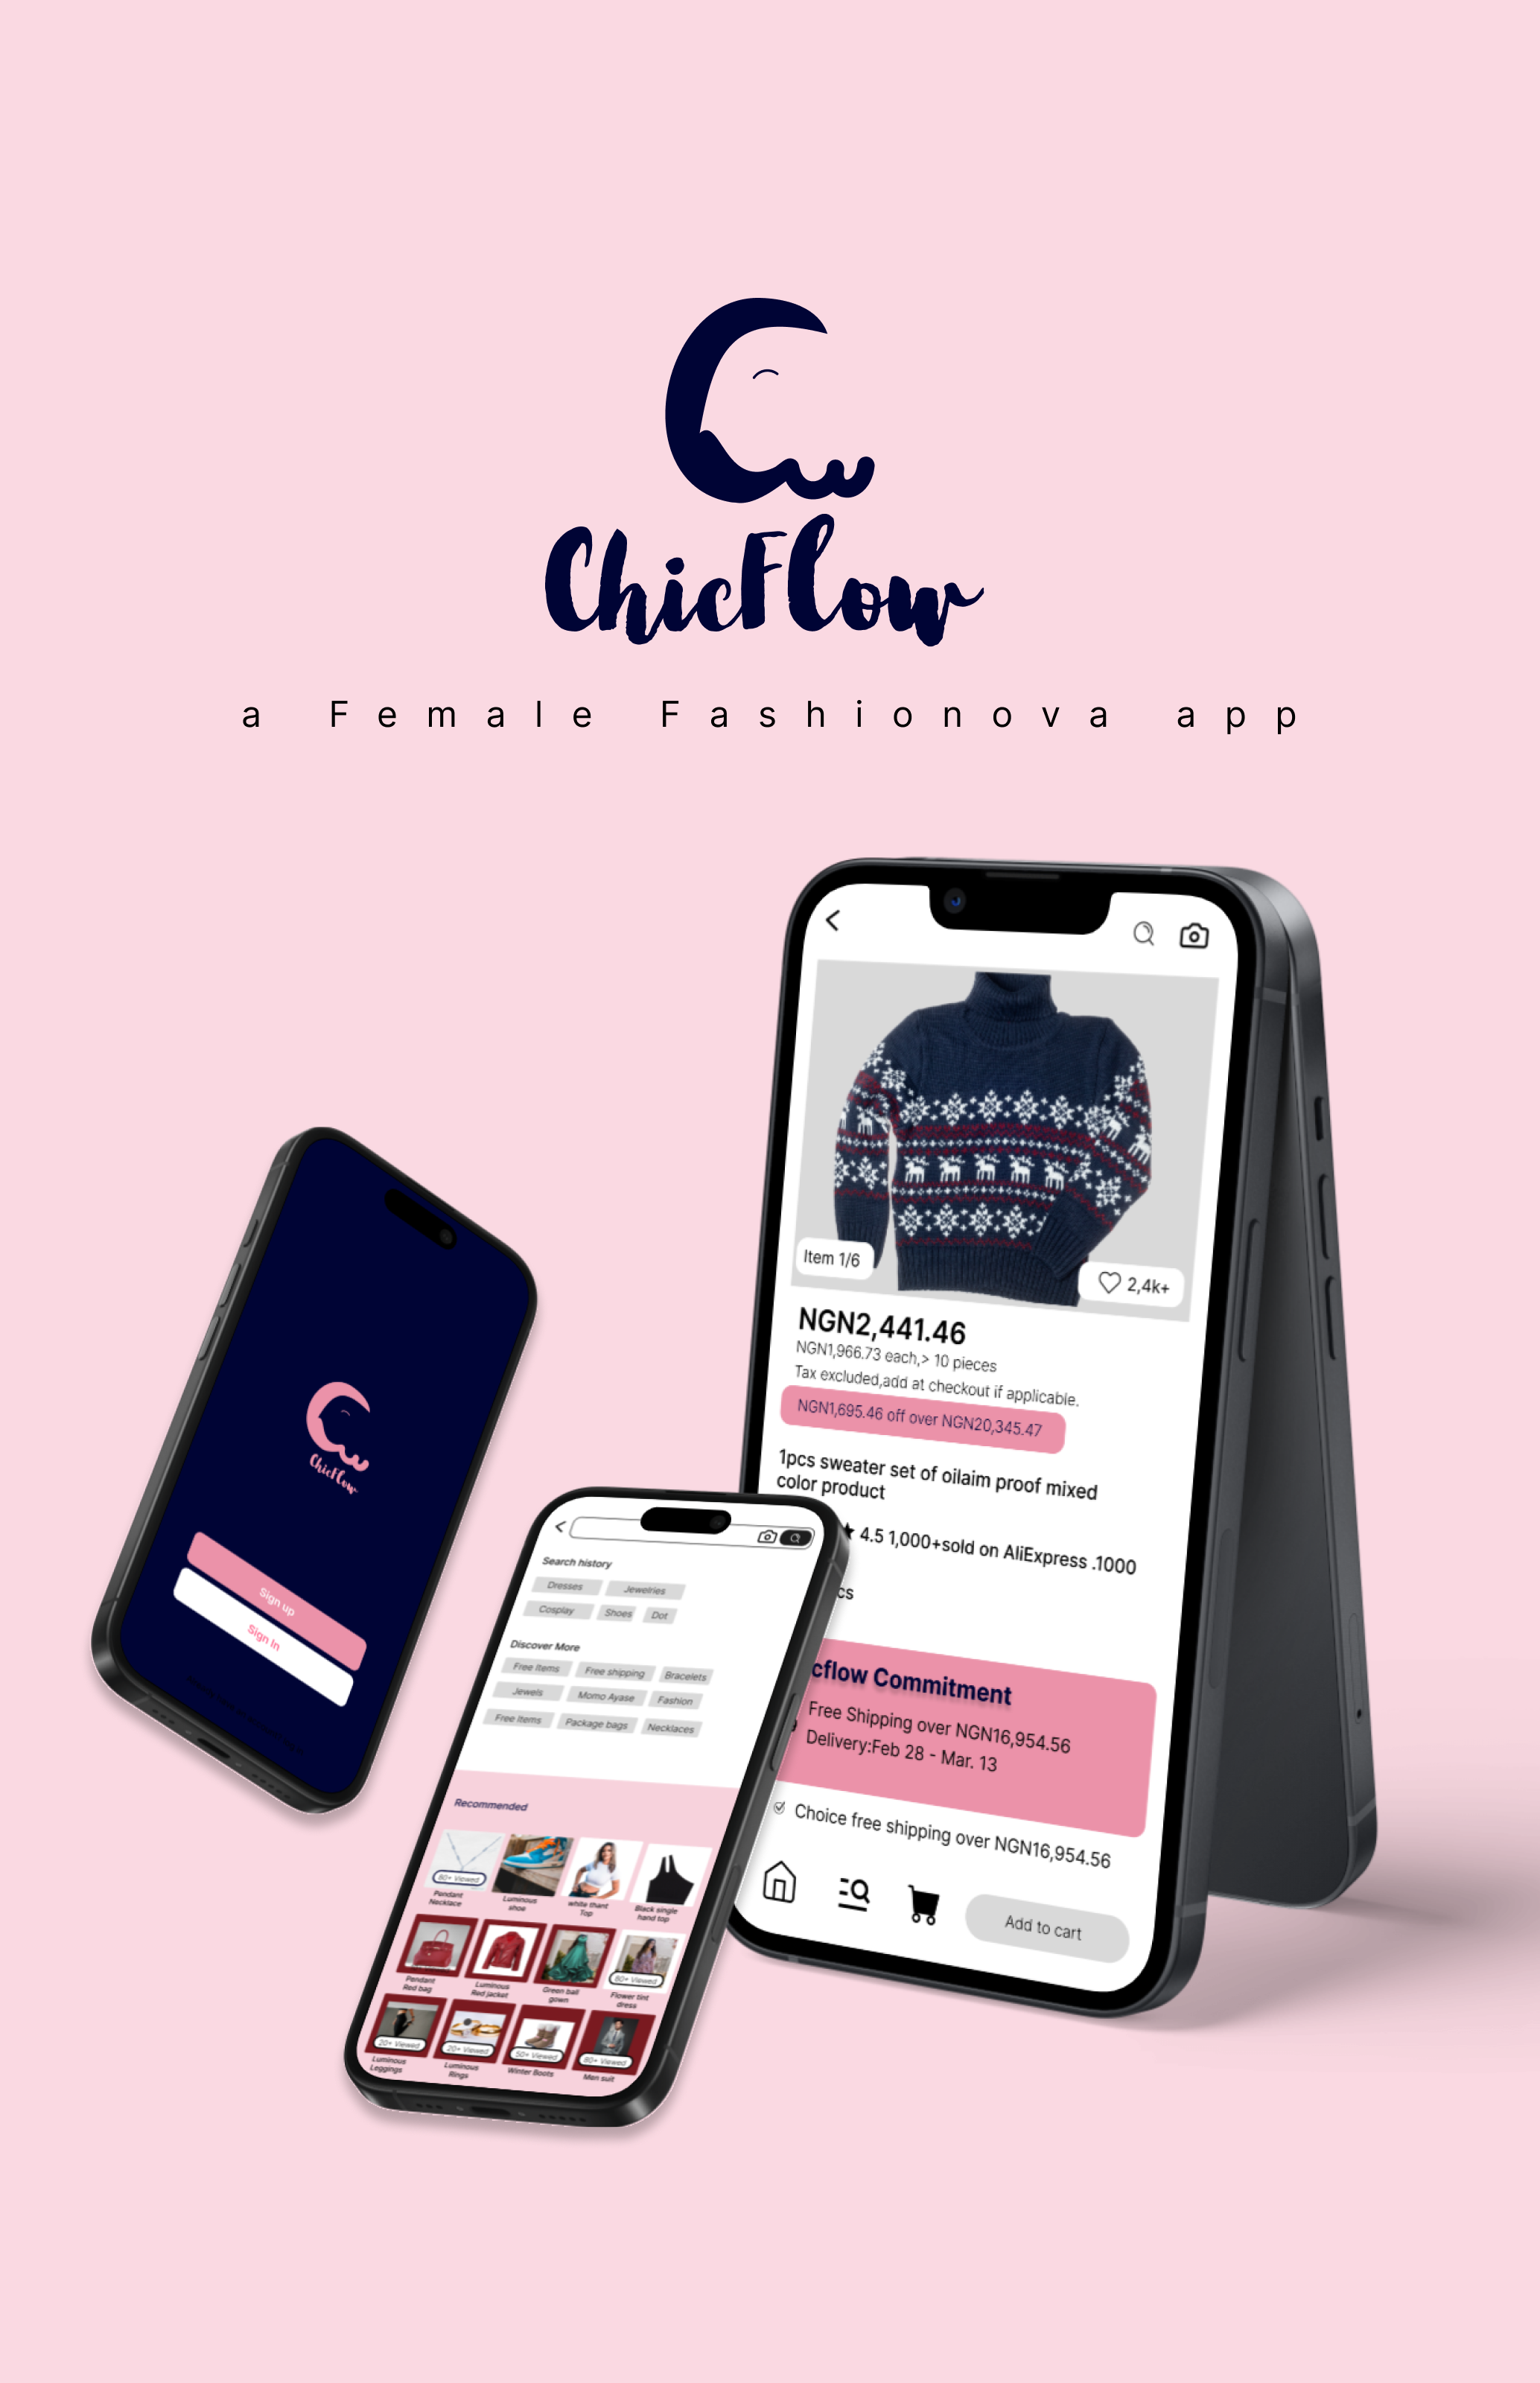 ChicFlow
a Female Fashionova app
Item 1/6
2,4k+
NGN2,441.46
NGN1,966.73 each,> 10 pieces
Tax excluded,add at checkout if applicable.
NGN1,695.46 off over NGN20,345.47
1pcs sweater set of oilaim proof mixed
color product
4.5 1,000+sold on AliExpress .1000
cs
cflow Commitment
Free Shipping over NGN16,954.56
Delivery:Feb 28 - Mar. 13
Choice free shipping over NGN16,954.56
Add to cart
ChicFlow
Sign up
Sign In
Search history
Dresses Jewelries
Cosplay Shoes Dot
Discover More
Free Items Free shipping Bracelets
Jewels Momo Ayase Fashion
Free Items Package bags Necklaces
Recommended
80+ Viewed
Pendant
Necklace
Luminous
shoe
white thant
Top
Black single
hand top
Pendant
Red bag
Luminous
Red jacket
Green ball
gown
80+ Viewed
Flower tint
dress
20+ Viewed
Luminous
Leggings
20+ Viewed
Luminous
Rings
50+ Viewed
Winter Boots
80+ Viewed
Men suit